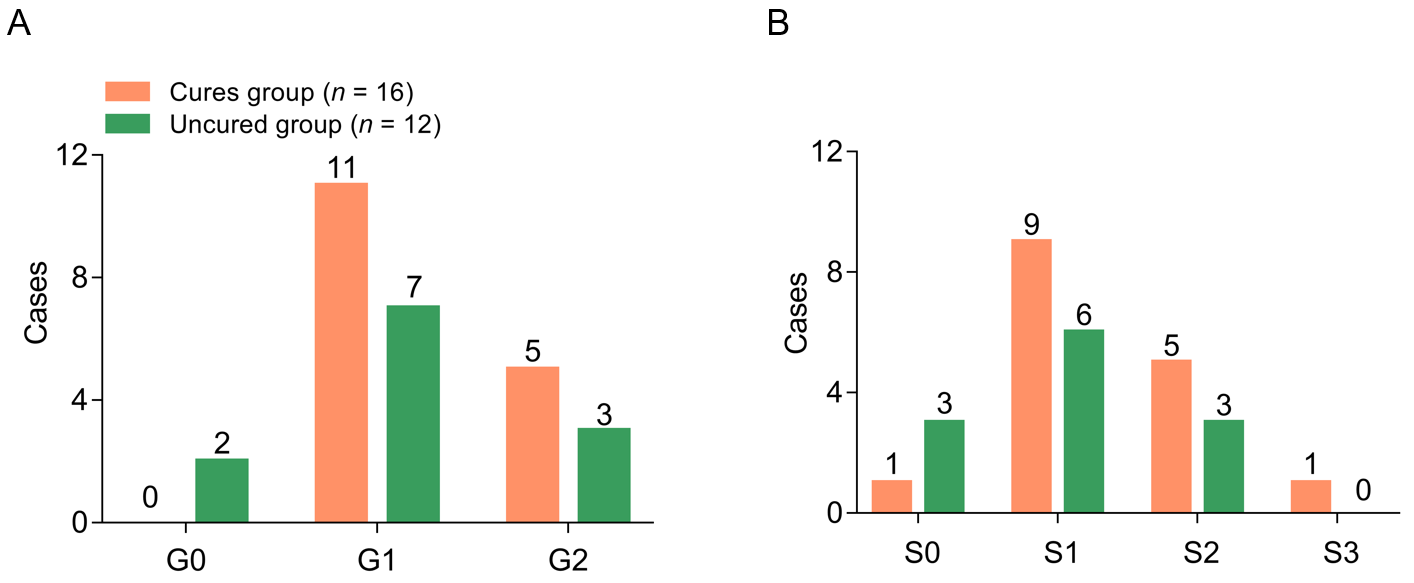 A
B
Cures group (n = 16)
Uncured group (n = 12)
12
8
4
0
Cases
0
2
11
7
5
3
G0
G1
G2
12
8
4
0
Cases
1
3
9
6
5
3
1
0
S0
S1
S2
S3